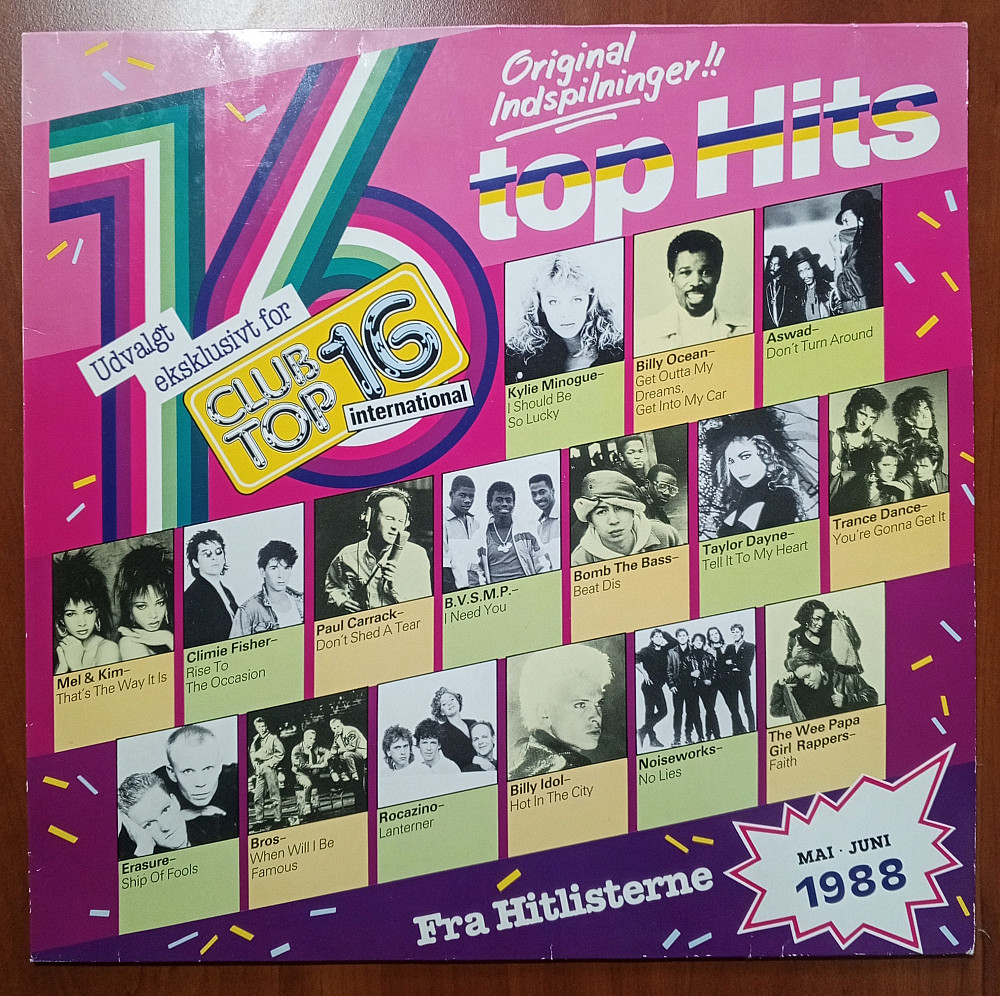 Original
Indspilninger!!
top Hits
16
Udvalgt
eksklusivt for
CLUB
TOP 16
international
Kylie Minogue–
I Should Be
So Lucky
Billy Ocean–
Get Outta My
Dreams,
Get Into My Car
Aswad–
Don't Turn Around
Mel & Kim–
That's The Way It Is
Climie Fisher–
Rise To
The Occasion
Paul Carrack–
Don't Shed A Tear
B.V.S.M.P.–
I Need You
Bomb The Bass–
Beat Dis
Taylor Dayne–
Tell It To My Heart
Trance Dance–
You're Gonna Get It
Erasure–
Ship Of Fools
Bros–
When Will I Be
Famous
Rocazino–
Lanterner
Billy Idol–
Hot In The City
Noiseworks–
No Lies
The Wee Papa
Girl Rappers–
Faith
Fra Hitlisterne
MAI · JUNI
1988